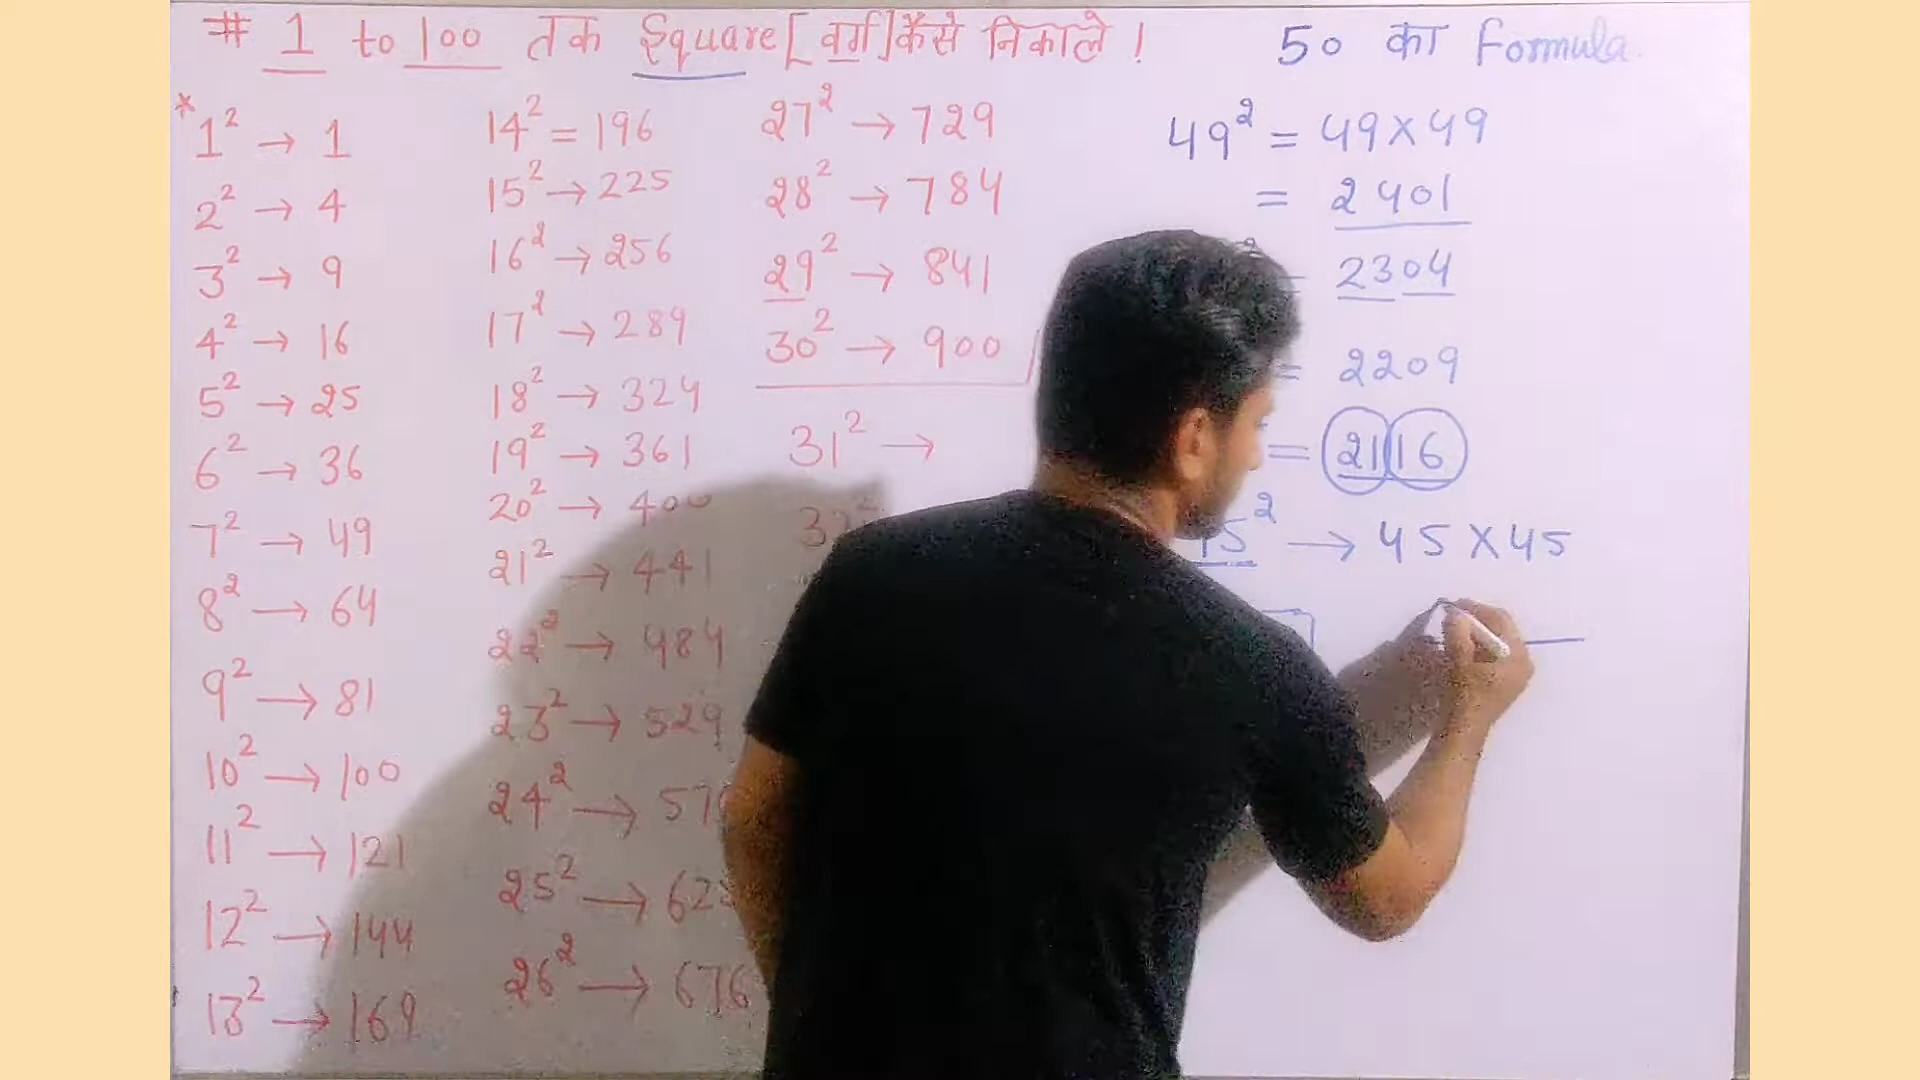 # 1 to 100 तक Square [वर्ग] कैसे निकाले !
* 1² → 1
2² → 4
3² → 9
4² → 16
5² → 25
6² → 36
7² → 49
8² → 64
9² → 81
10² → 100
11² → 121
12² → 144
13² → 169
14² = 196
15² → 225
16² → 256
17² → 289
18² → 324
19² → 361
20² → 400
21² → 441
22² → 484
23² → 529
24² →
25² →
26² → 676
27² → 729
28² → 784
29² → 841
30² → 900
31² →
50 का Formula.
49² = 49×49
= 2401
= 2304
= 2209
= 2116
→ 45×45